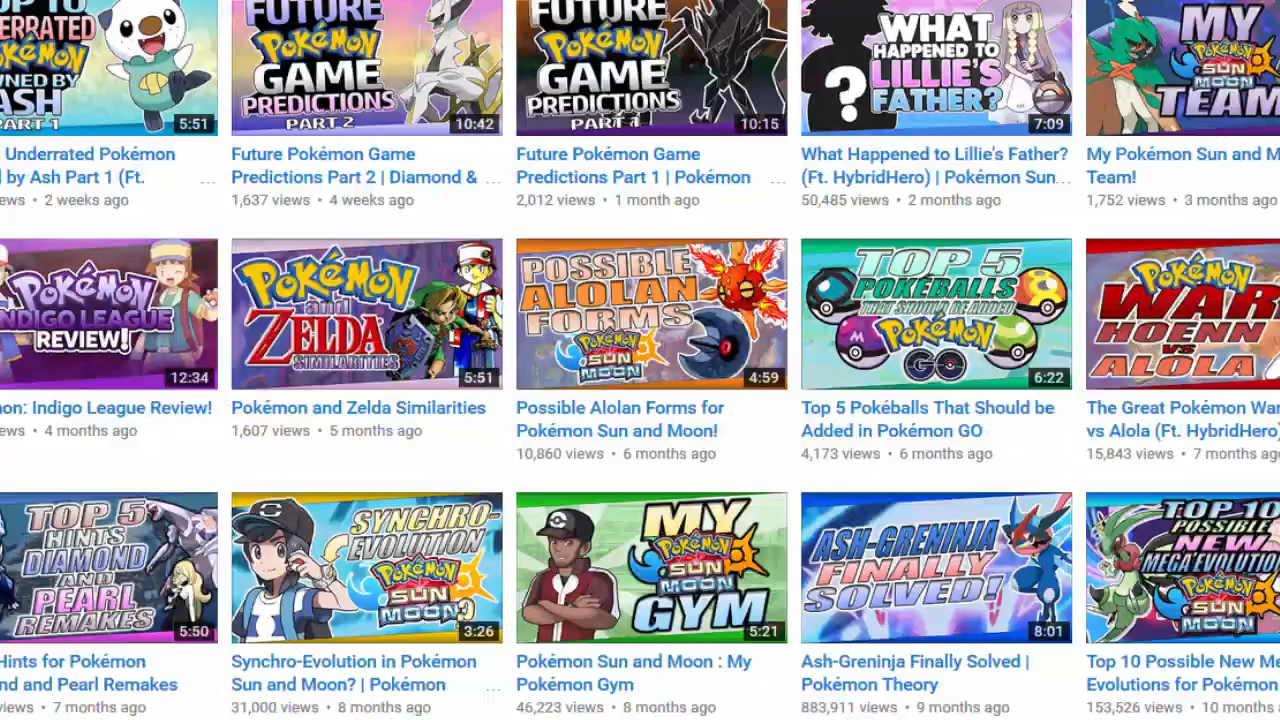 OP 10
ERRATED
OKÉMON
WNED BY
ASH
PART 1
5:51
FUTURE
POKÉMON
GAME
PREDICTIONS
PART 2
10:42
FUTURE
POKÉMON
GAME
PREDICTIONS
PART 1
10:15
WHAT
HAPPENED TO
LILLIE'S
FATHER?
?
7:09
MY
POKÉMON
SUN
MOON
TEAM
Underrated Pokémon
by Ash Part 1 (Ft.
...
ews • 2 weeks ago
Future Pokémon Game
Predictions Part 2 | Diamond & ...
1,637 views • 4 weeks ago
Future Pokémon Game
Predictions Part 1 | Pokémon ...
2,012 views • 1 month ago
What Happened to Lillie's Father?
(Ft. HybridHero) | Pokémon Sun...
50,485 views • 2 months ago
My Pokémon Sun and M
Team!
1,752 views • 3 months ago
POKÉMON
INDIGO LEAGUE
REVIEW!
12:34
POKÉMON
and
ZELDA
SIMILARITIES
5:51
POSSIBLE
ALOLAN
FORMS
POKÉMON
SUN
MOON
4:59
TOP 5
POKÉBALLS
THAT SHOULD BE ADDED
POKÉMON
GO
M
6:22
POKÉMON
WAR
HOENN
VS
ALOLA
on: Indigo League Review!
ews • 4 months ago
Pokémon and Zelda Similarities
1,607 views • 5 months ago
Possible Alolan Forms for
Pokémon Sun and Moon!
10,860 views • 6 months ago
Top 5 Pokéballs That Should be
Added in Pokémon GO
4,173 views • 6 months ago
The Great Pokémon War
vs Alola (Ft. HybridHero)
15,843 views • 7 months ago
TOP 5
HINTS
DIAMOND
AND
PEARL
REMAKES
5:50
SYNCHRO-
EVOLUTION
POKÉMON
SUN
MOON?
3:26
MY
POKÉMON
SUN
MOON
GYM
5:21
ASH-GRENINJA
FINALLY
SOLVED!
8:01
TOP 10
POSSIBLE
NEW
MEGA EVOLUTION
POKÉMON
SUN
MOON
Hints for Pokémon
nd and Pearl Remakes
views • 7 months ago
Synchro-Evolution in Pokémon
Sun and Moon? | Pokémon ...
31,000 views • 8 months ago
Pokémon Sun and Moon : My
Pokémon Gym
46,223 views • 8 months ago
Ash-Greninja Finally Solved |
Pokémon Theory
883,911 views • 9 months ago
Top 10 Possible New Me
Evolutions for Pokémon
153,526 views • 10 months